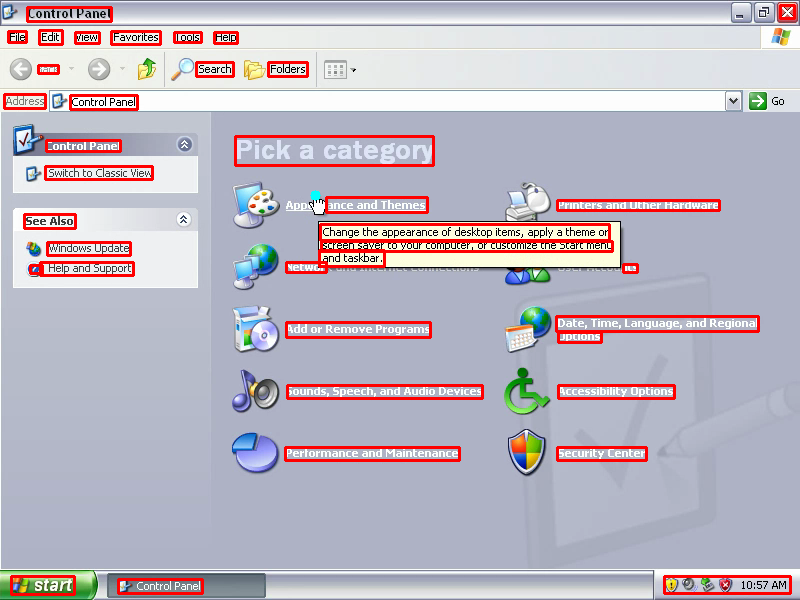 Control Panel
File Edit View Favorites Tools Help
Search Folders
Address Control Panel Go
Control Panel
Switch to Classic View
See Also
Windows Update
Help and Support
Pick a category
Appearance and Themes
Printers and Other Hardware
Change the appearance of desktop items, apply a theme or
screen saver to your computer, or customize the Start menu
and taskbar.
Network and Internet Connections
User Accounts
Add or Remove Programs
Date, Time, Language, and Regional
Options
Sounds, Speech, and Audio Devices
Accessibility Options
Performance and Maintenance
Security Center
start
Control Panel
10:57 AM